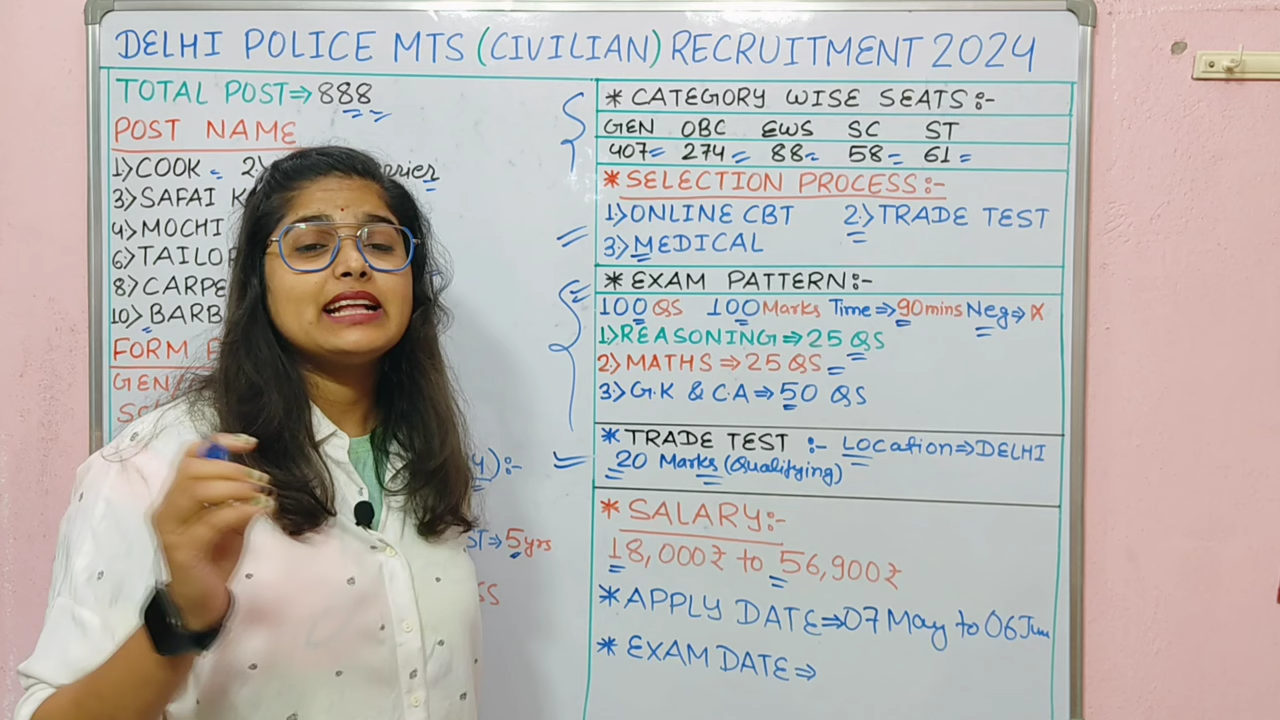 DELHI POLICE MTS (CIVILIAN) RECRUITMENT 2024
TOTAL POST⇒888
POST NAME
1>COOK 2>
3>SAFAI K
4>MOCHI
6>TAILOR
8>CARPE
10>BARB
FORM F
GEN
4):-
ST⇒5yrs
SS
* CATEGORY WISE SEATS:-
GEN OBC EWS SC ST
407 274 88 58 61
*SELECTION PROCESS:-
1>ONLINE CBT 2.>TRADE TEST
3>MEDICAL
* EXAM PATTERN:-
100 QS 100 Marks Time⇒90mins Neg⇒X
1>REASONING⇒25 QS
2>MATHS⇒25 QS
3>G.K & C.A⇒50 QS
*TRADE TEST :- LOcation⇒DELHI
20 Marks (Qualifying)
* SALARY:-
18,000₹ to 56,900₹
*APPLY DATE⇒07 May to 06 Jun
* EXAM DATE⇒